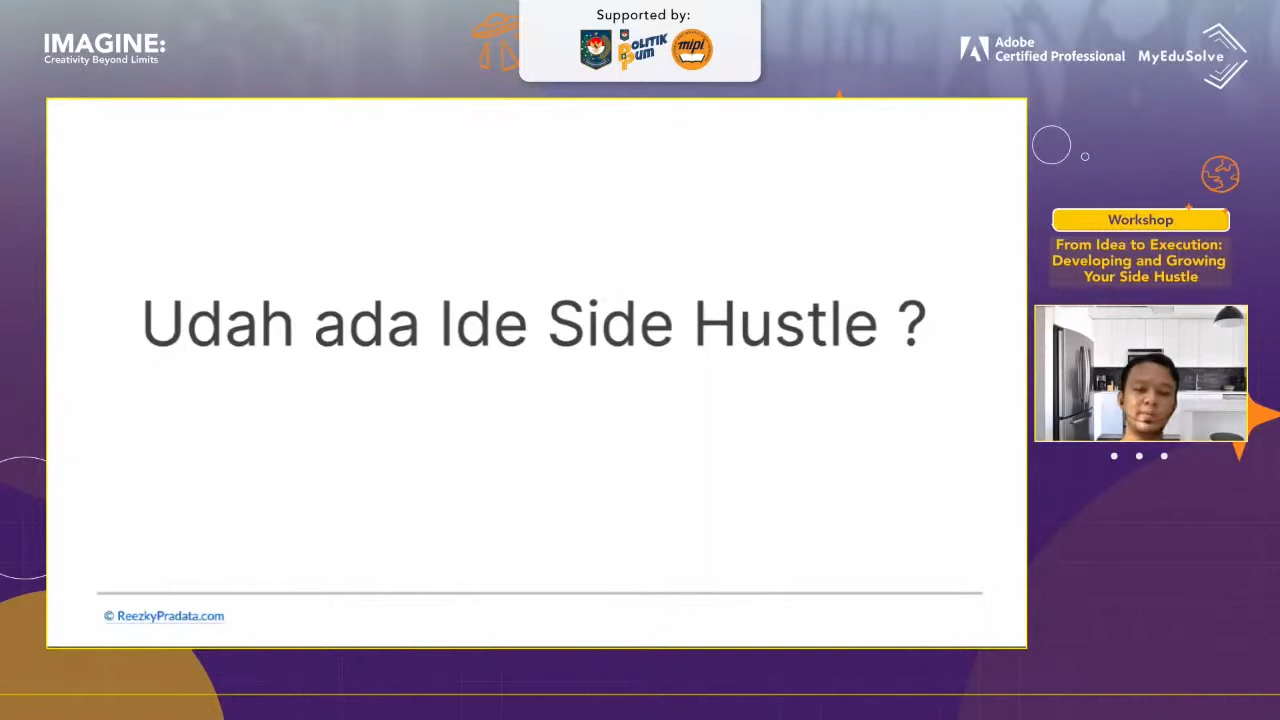 IMAGINE:
Creativity Beyond Limits
Supported by:
POLITIK
PUM
mipi
Adobe
Certified Professional
MyEduSolve
Workshop
From Idea to Execution:
Developing and Growing
Your Side Hustle
Udah ada Ide Side Hustle ?
© ReezkyPradata.com